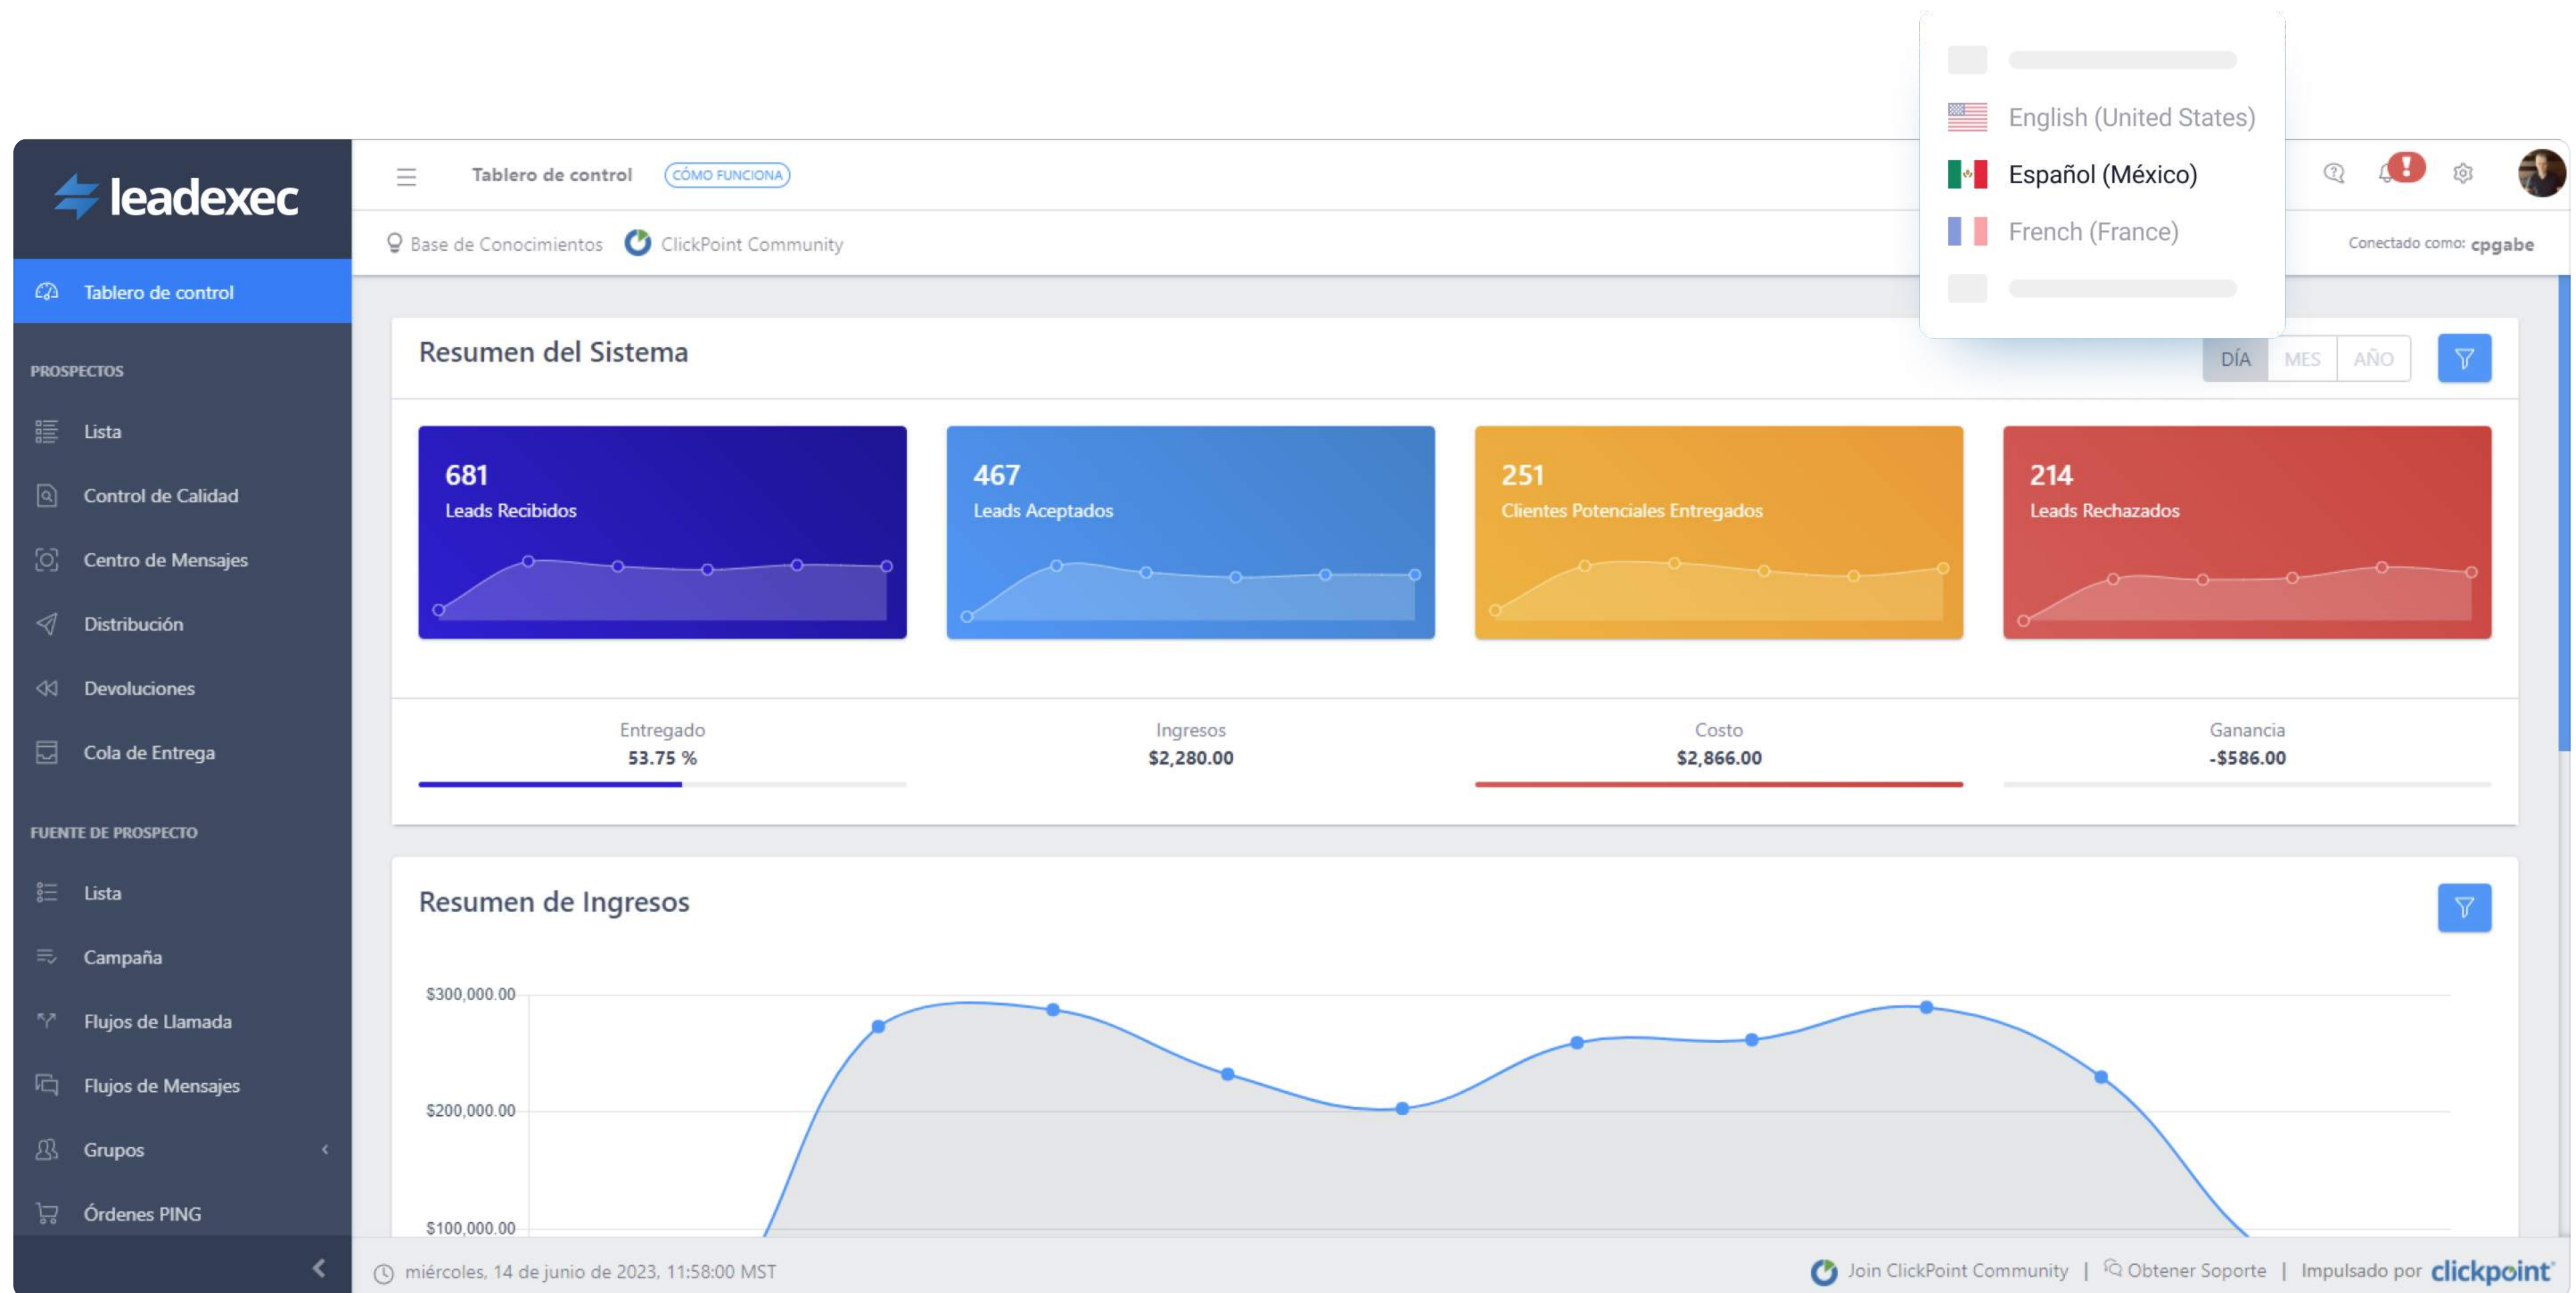 English (United States)
Español (México)
French (France)
leadexec
Tablero de control
CÓMO FUNCIONA
Base de Conocimientos
ClickPoint Community
Conectado como: cpgabe
Tablero de control
PROSPECTOS
Lista
Control de Calidad
Centro de Mensajes
Distribución
Devoluciones
Cola de Entrega
FUENTE DE PROSPECTO
Lista
Campaña
Flujos de Llamada
Flujos de Mensajes
Grupos
Órdenes PING
Resumen del Sistema
DÍA MES AÑO
681
Leads Recibidos
467
Leads Aceptados
251
Clientes Potenciales Entregados
214
Leads Rechazados
Entregado
53.75 %
Ingresos
$2,280.00
Costo
$2,866.00
Ganancia
-$586.00
Resumen de Ingresos
$300,000.00
$200,000.00
$100,000.00
miércoles, 14 de junio de 2023, 11:58:00 MST
Join ClickPoint Community | Obtener Soporte | Impulsado por clickpoint